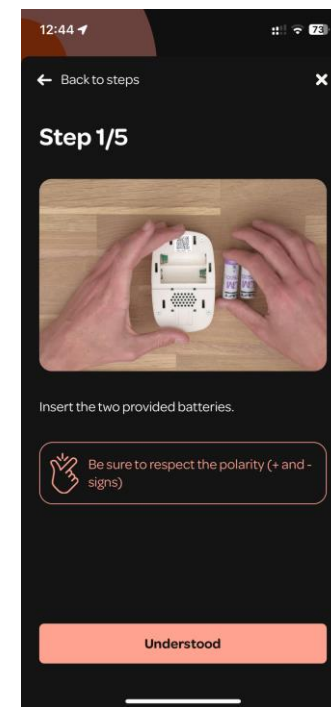 12:44
73
Back to steps
Step 1/5
Insert the two provided batteries.
Be sure to respect the polarity (+ and -
signs)
Understood